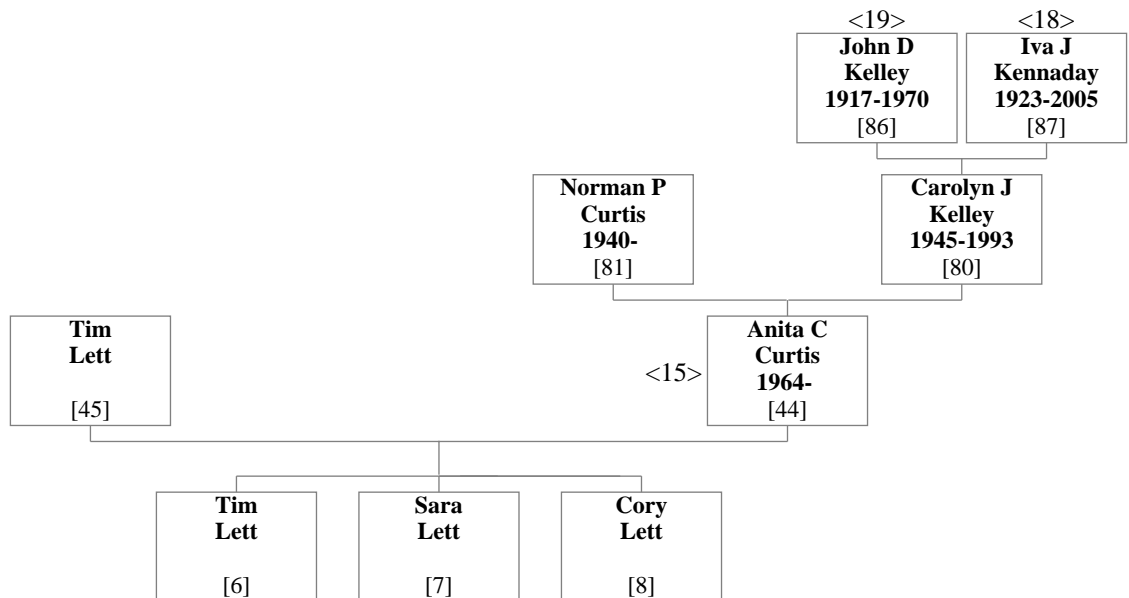 <19>
<18>
John D
Kelley
1917-1970
[86]
Iva J
Kennaday
1923-2005
[87]
Norman P
Curtis
1940-
[81]
Carolyn J
Kelley
1945-1993
[80]
Tim
Lett
[45]
<15>
Anita C
Curtis
1964-
[44]
Tim
Lett
[6]
Sara
Lett
[7]
Cory
Lett
[8]